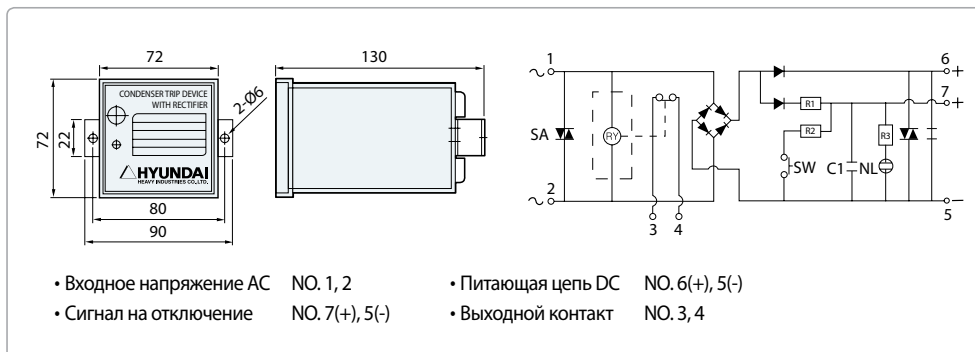 72
130
CONDENSER TRIP DEVICE
WITH RECTIFIER
2-Ø6
72
22
HYUNDAI
HEAVY INDUSTRIES CO.,LTD.
80
90
1
6
+
7
+
R1
R2
R3
SA
RY
SW
C1
NL
2
3
4
5
• Входное напряжение AC NO. 1, 2
• Питающая цепь DC NO. 6(+), 5(-)
• Сигнал на отключение NO. 7(+), 5(-)
• Выходной контакт NO. 3, 4